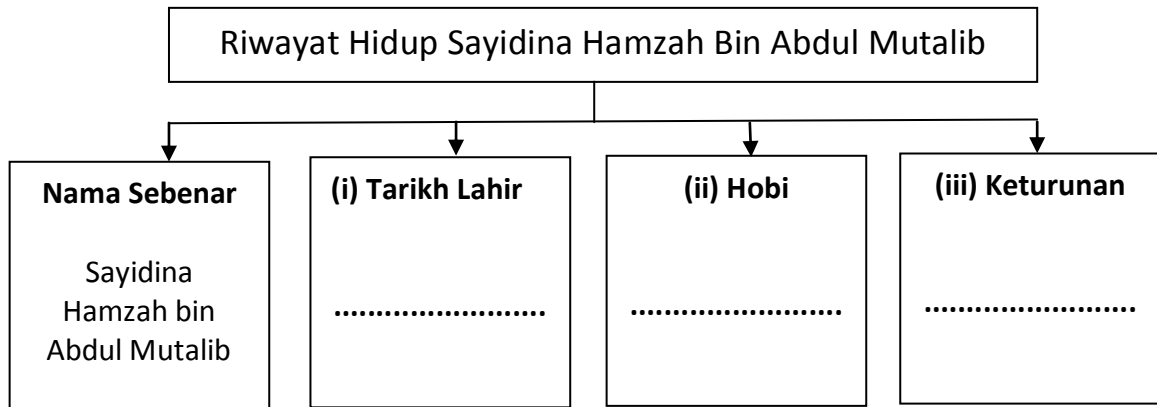 Riwayat Hidup Sayidina Hamzah Bin Abdul Mutalib
Nama Sebenar
Sayidina
Hamzah bin
Abdul Mutalib
(i) Tarikh Lahir
..........................
(ii) Hobi
..........................
(iii) Keturunan
..........................